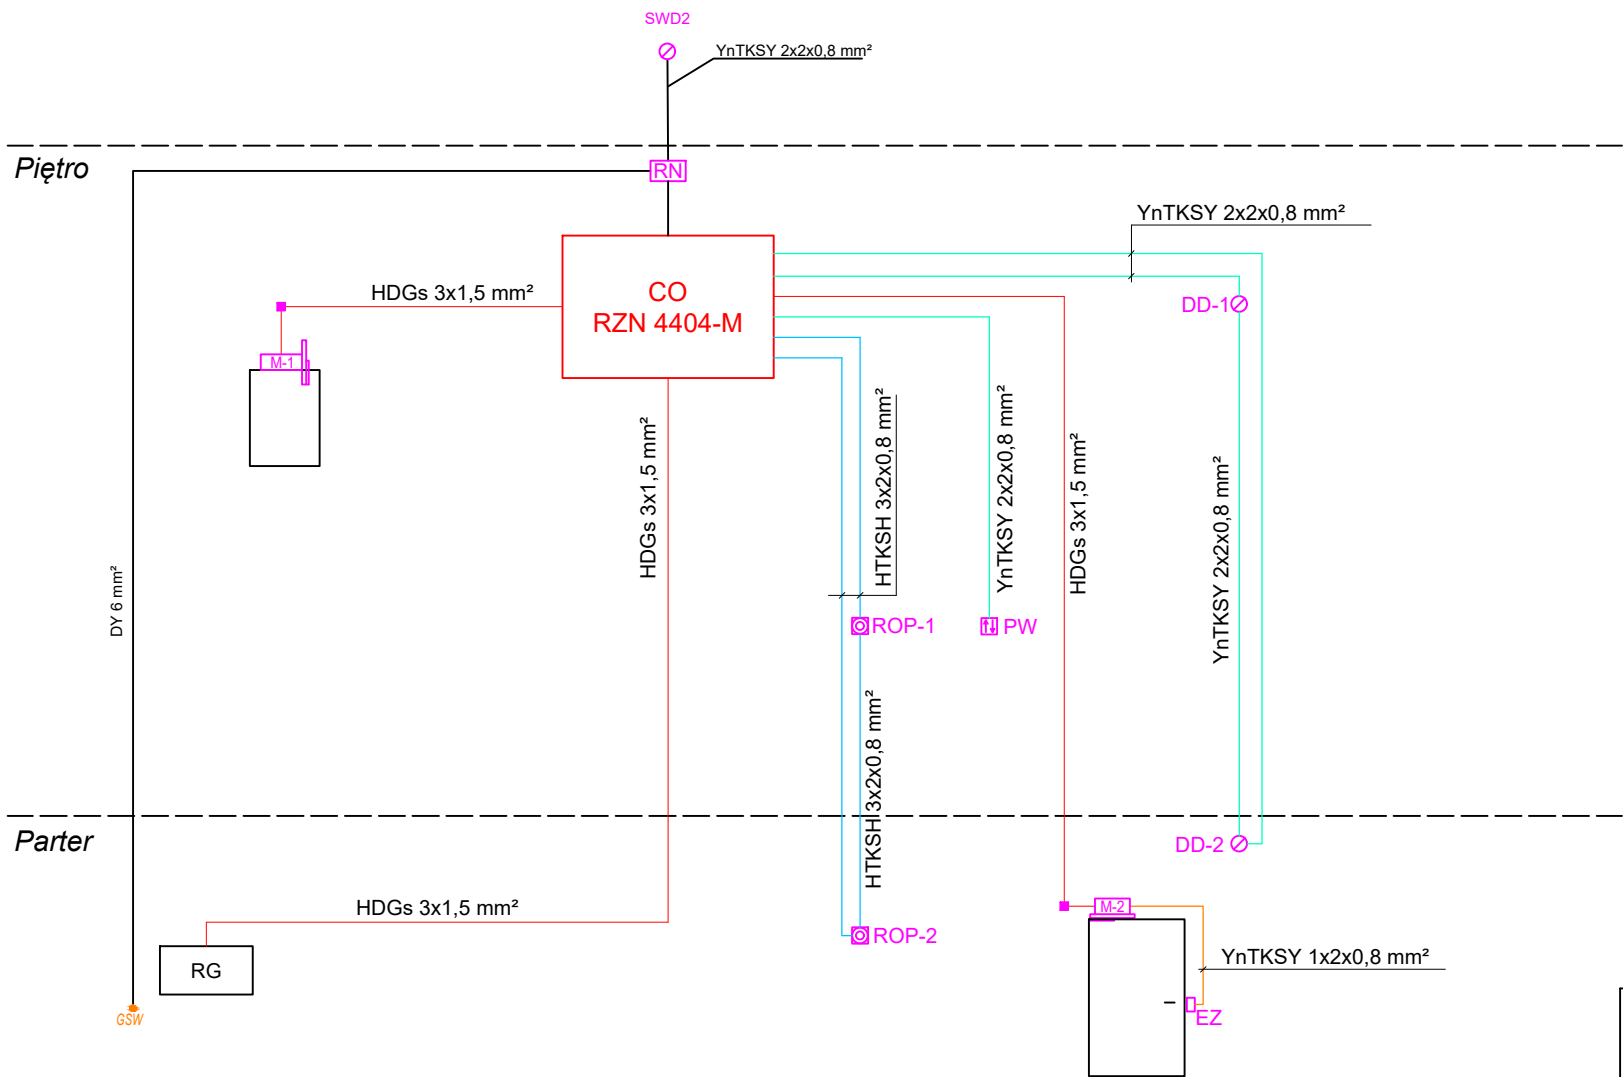 SWD2
YnTKSY 2x2x0,8 mm²
Piętro
RN
YnTKSY 2x2x0,8 mm²
HDGs 3x1,5 mm²
CO
RZN 4404-M
DD-1
M-1
HDGs 3x1,5 mm²
HTKSH 3x2x0,8 mm²
YnTKSY 2x2x0,8 mm²
HDGs 3x1,5 mm²
YnTKSY 2x2x0,8 mm²
DY 6 mm²
ROP-1
PW
HTKSH 3x2x0,8 mm²
Parter
DD-2
HDGs 3x1,5 mm²
M-2
ROP-2
RG
YnTKSY 1x2x0,8 mm²
GSW
EZ